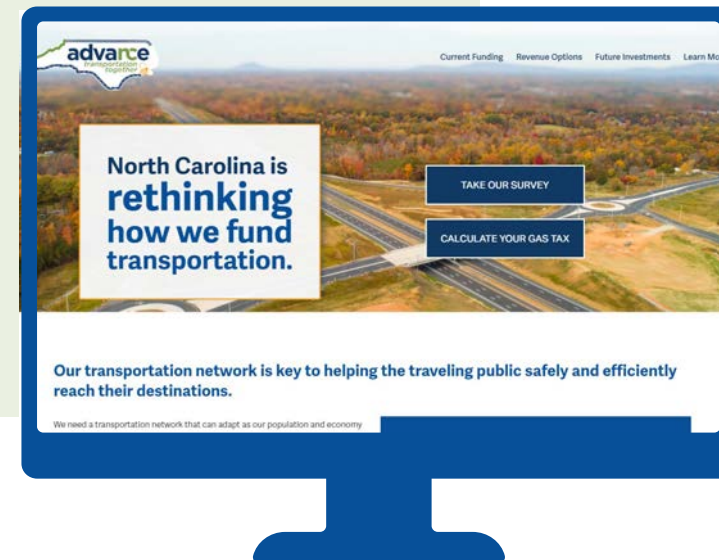 advance
transportation
together
Current Funding Revenue Options Future Investments Learn Mo
TAKE OUR SURVEY
CALCULATE YOUR GAS TAX
North Carolina is
rethinking
how we fund
transportation.
Our transportation network is key to helping the traveling public safely and efficiently
reach their destinations.
We need a transportation network that can adapt as our population and economy